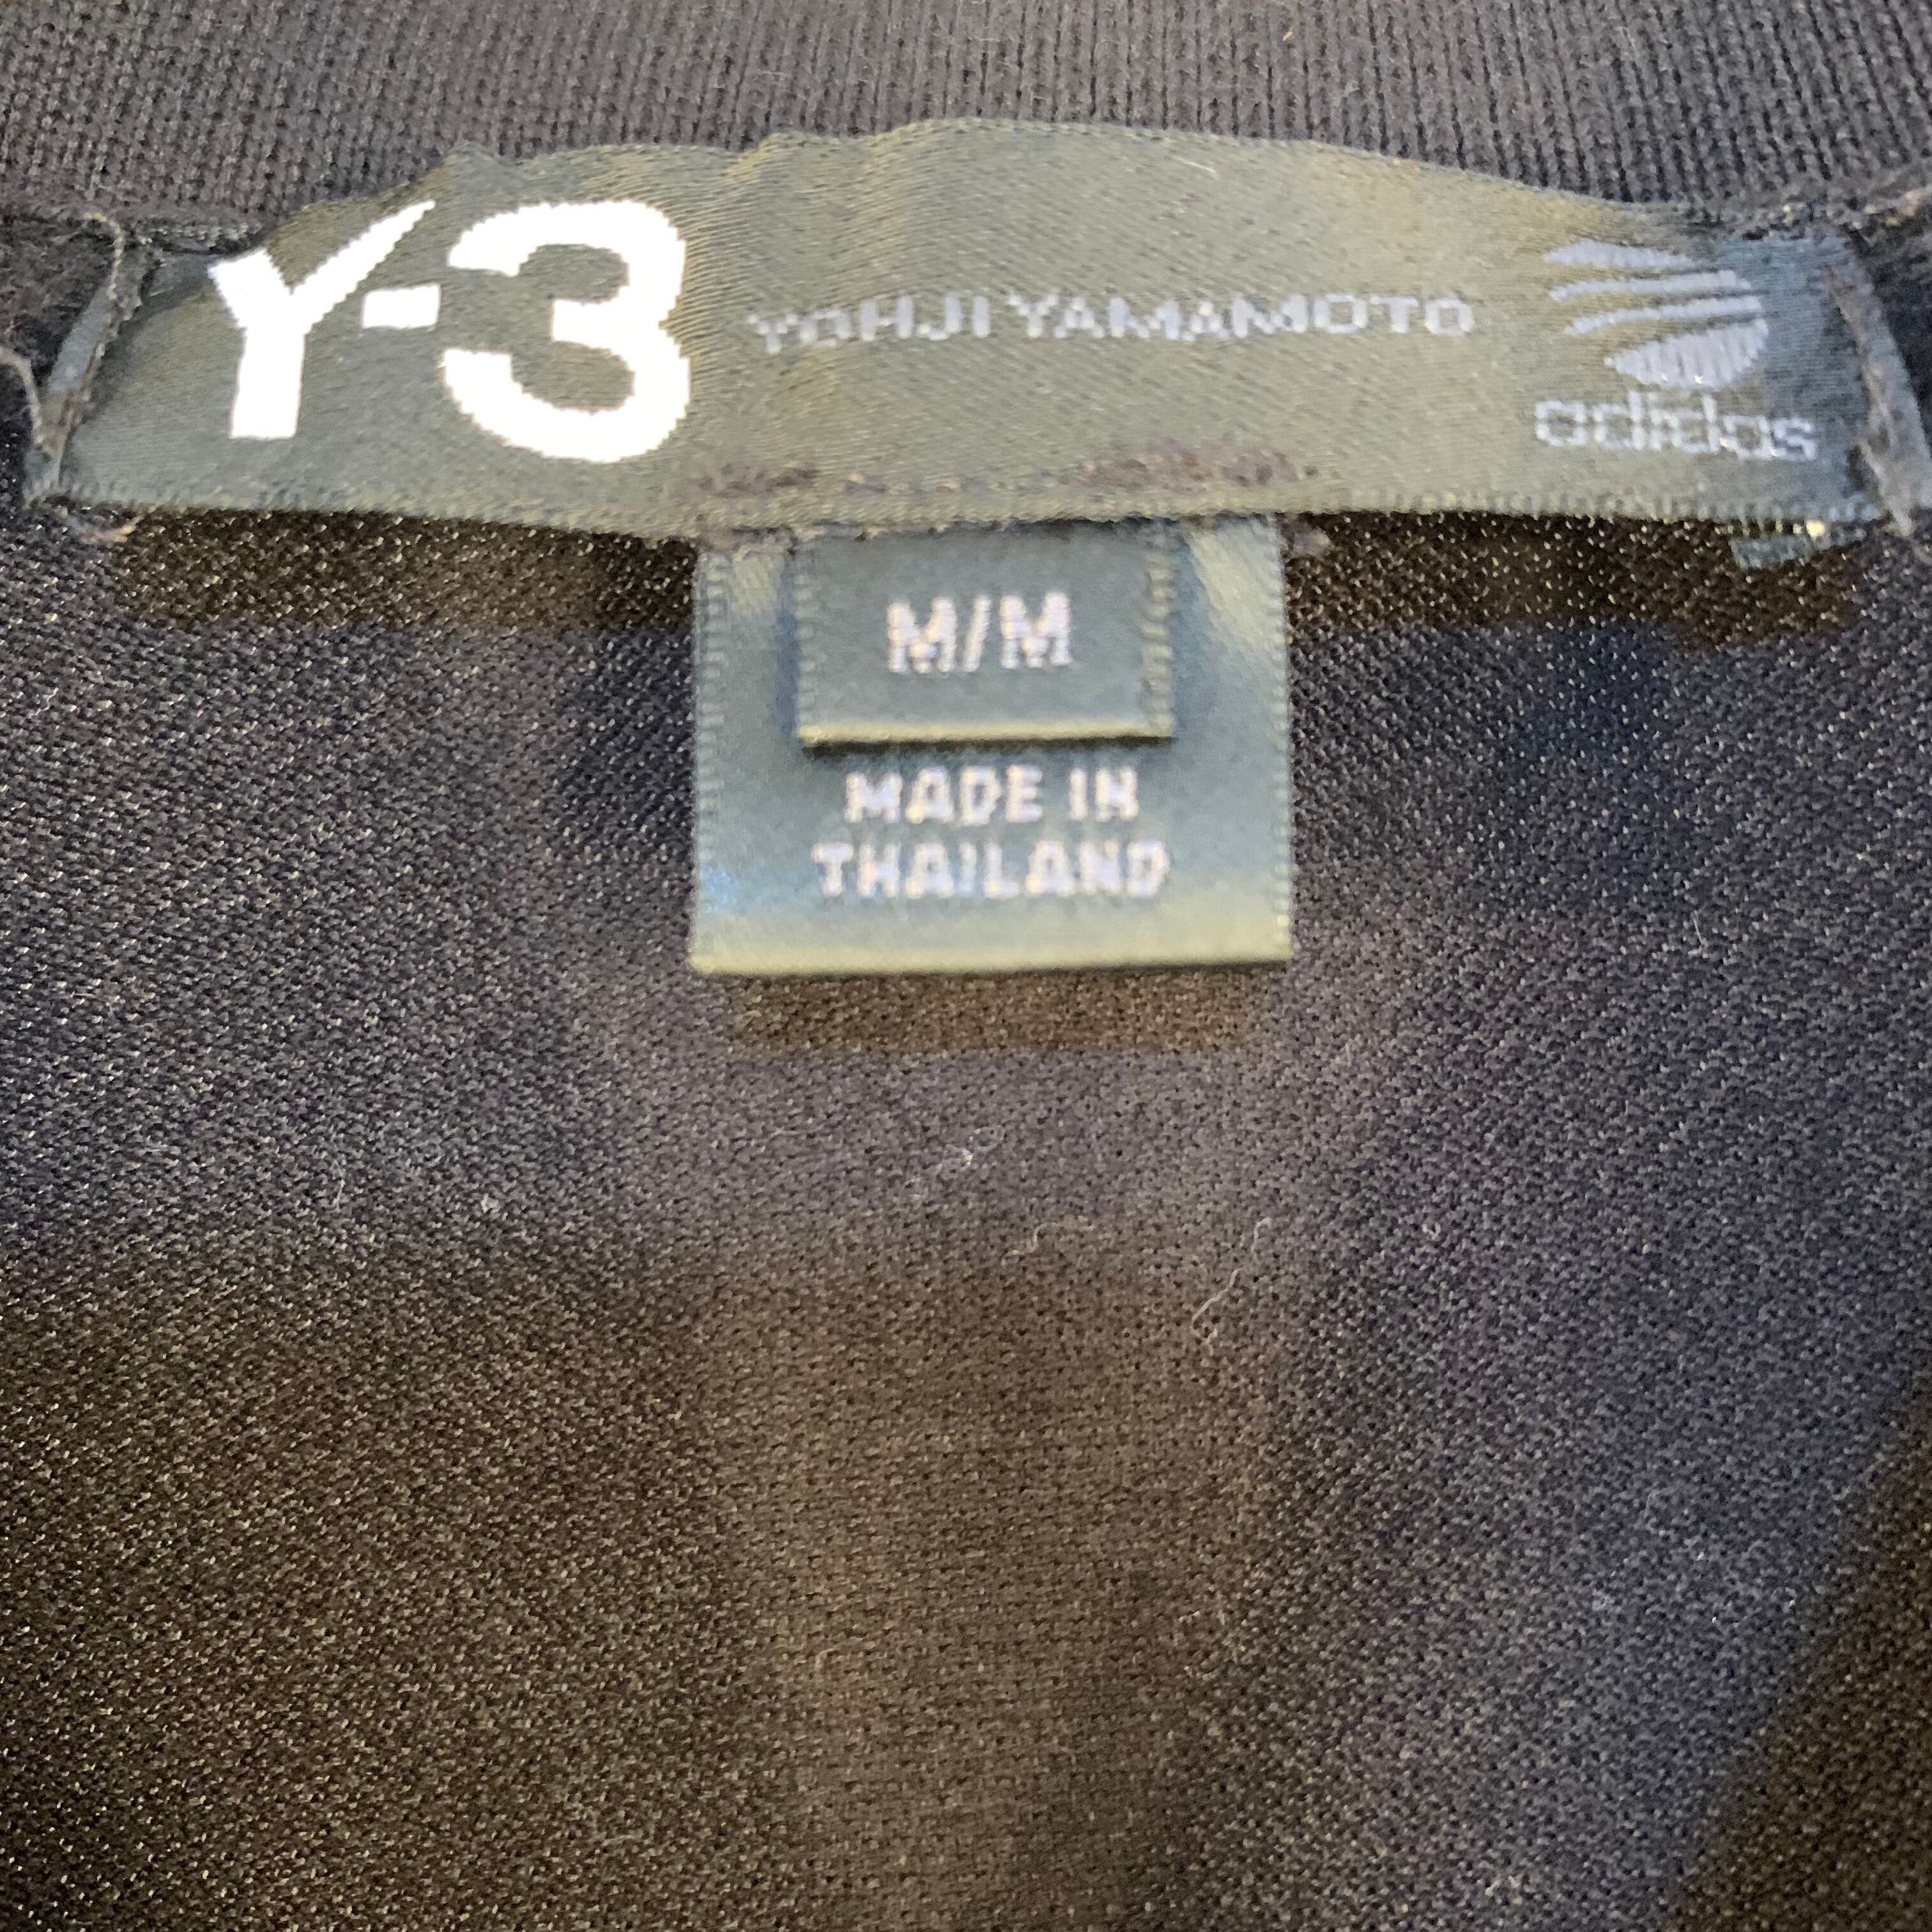 Y-3 YOHJI YAMAMOTO adidas
M/M
MADE IN
THAILAND